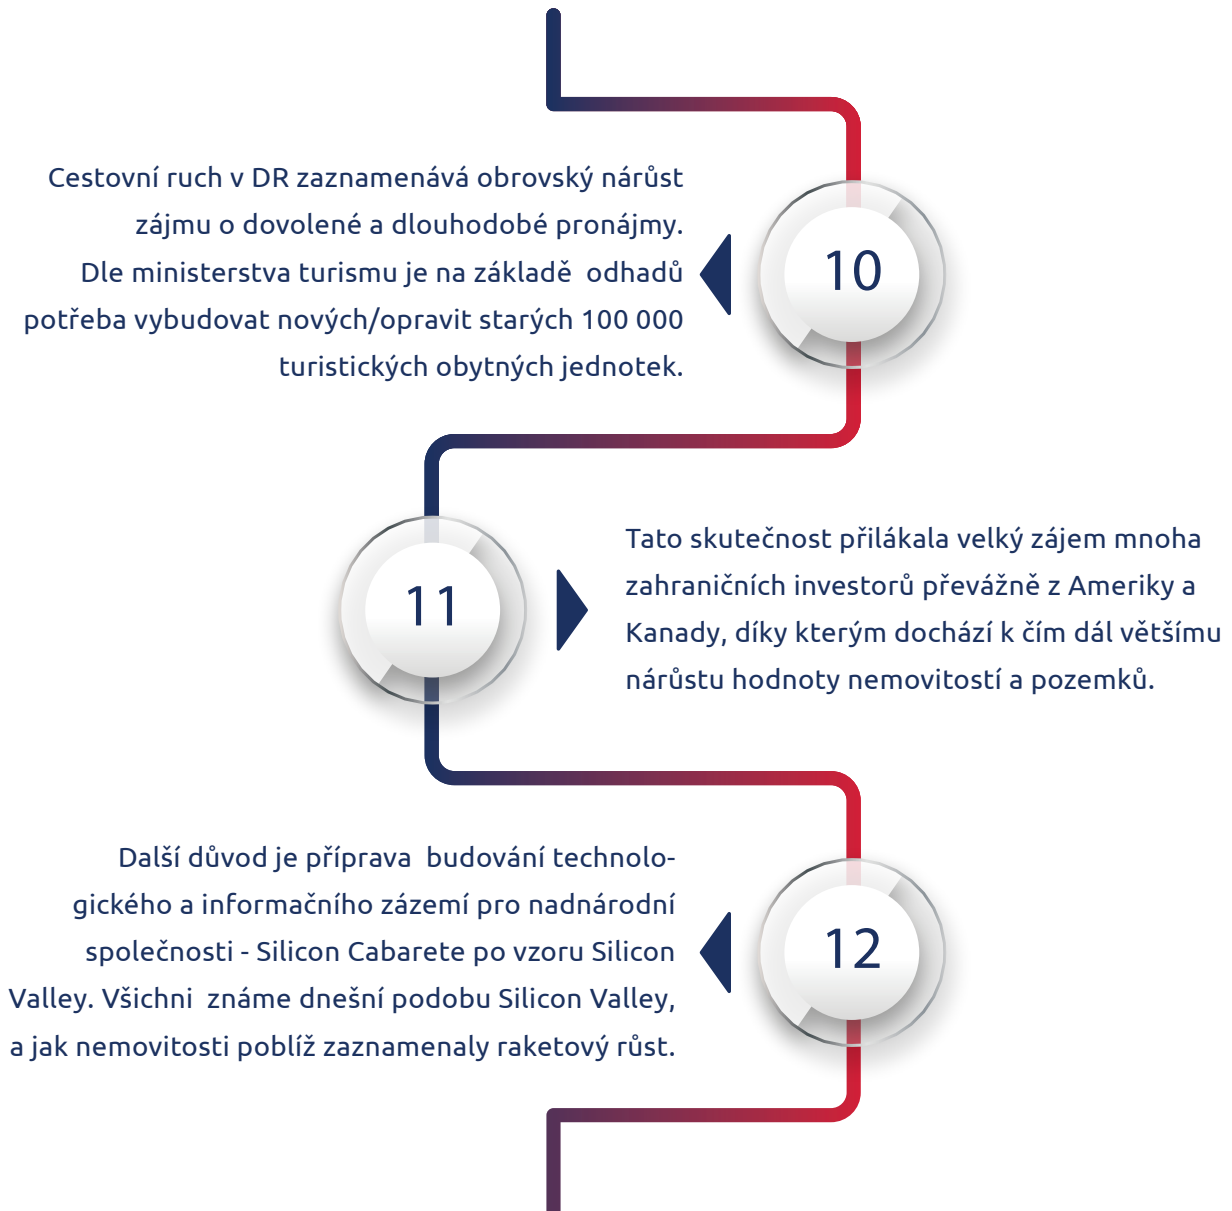 Cestovní ruch v DR zaznamenává obrovský nárůst
zájmu o dovolené a dlouhodobé pronájmy.
Dle ministerstva turismu je na základě  odhadů
potřeba vybudovat nových/opravit starých 100 000
turistických obytných jednotek.
10
11
Tato skutečnost přilákala velký zájem mnoha
zahraničních investorů převážně z Ameriky a
Kanady, díky kterým dochází k čím dál většímu
nárůstu hodnoty nemovitostí a pozemků.
Další důvod je příprava  budování technolo-
gického a informačního zázemí pro nadnárodní
společnosti - Silicon Cabarete po vzoru Silicon
Valley. Všichni  známe dnešní podobu Silicon Valley,
a jak nemovitosti poblíž zaznamenaly raketový růst.
12